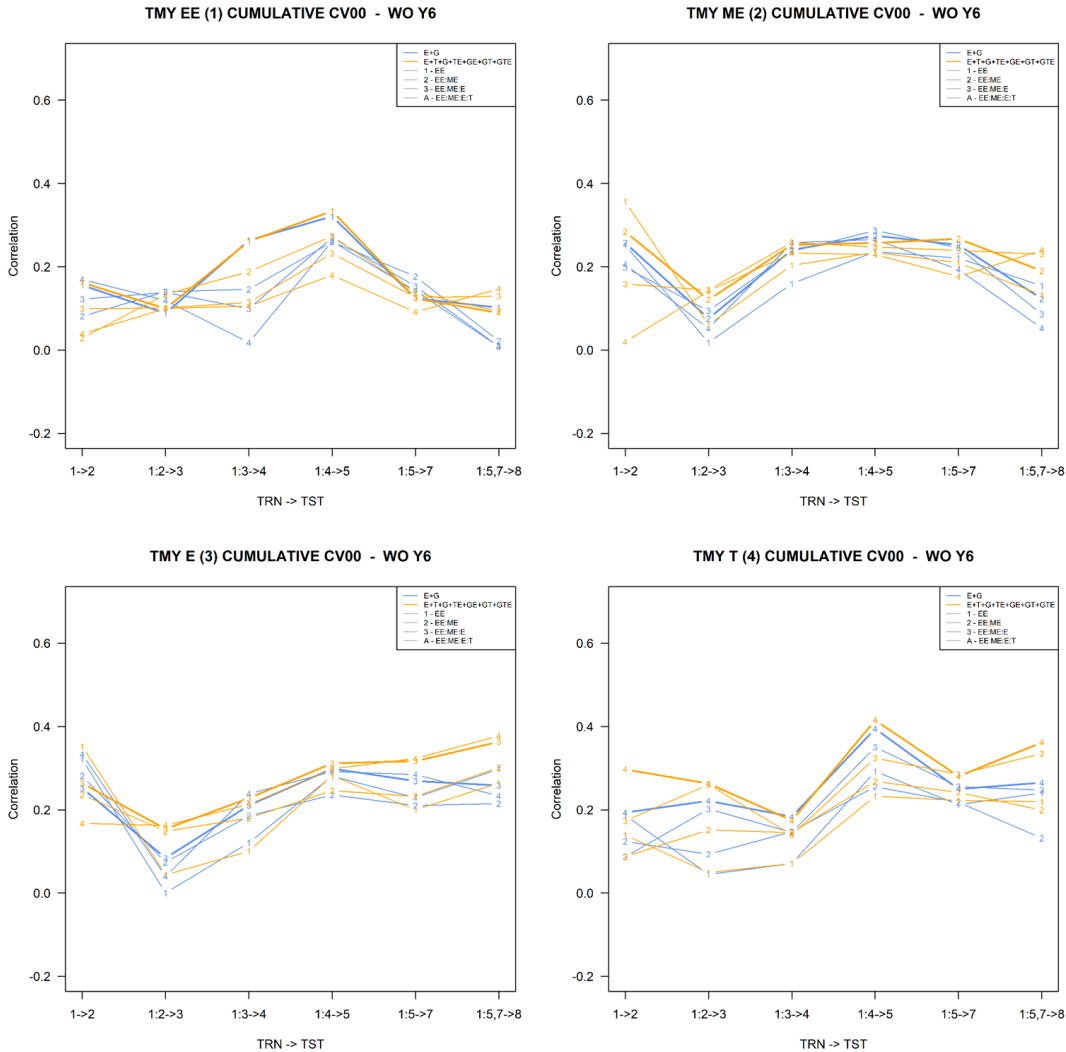 TMY EE (1) CUMULATIVE CV00 - WO Y6
E+G
E+T+G+TE+GE+GT+GTE
1 - EE
2 - EE:ME
3 - EE:ME:E
A - EE:ME:E:T
Correlation
0.6
0.4
0.2
0.0
-0.2
1->2
1:2->3
1:3->4
1:4->5
1:5->7
1:5,7->8
TRN -> TST
TMY ME (2) CUMULATIVE CV00 - WO Y6
E+G
E+T+G+TE+GE+GT+GTE
1 - EE
2 - EE:ME
3 - EE:ME:E
A - EE:ME:E:T
Correlation
0.6
0.4
0.2
0.0
-0.2
1->2
1:2->3
1:3->4
1:4->5
1:5->7
1:5,7->8
TRN -> TST
TMY E (3) CUMULATIVE CV00 - WO Y6
E+G
E+T+G+TE+GE+GT+GTE
1 - EE
2 - EE:ME
3 - EE:ME:E
A - EE:ME:E:T
Correlation
0.6
0.4
0.2
0.0
-0.2
1->2
1:2->3
1:3->4
1:4->5
1:5->7
1:5,7->8
TRN -> TST
TMY T (4) CUMULATIVE CV00 - WO Y6
E+G
E+T+G+TE+GE+GT+GTE
1 - EE
2 - EE:ME
3 - EE:ME:E
A - EE:ME:E:T
Correlation
0.6
0.4
0.2
0.0
-0.2
1->2
1:2->3
1:3->4
1:4->5
1:5->7
1:5,7->8
TRN -> TST